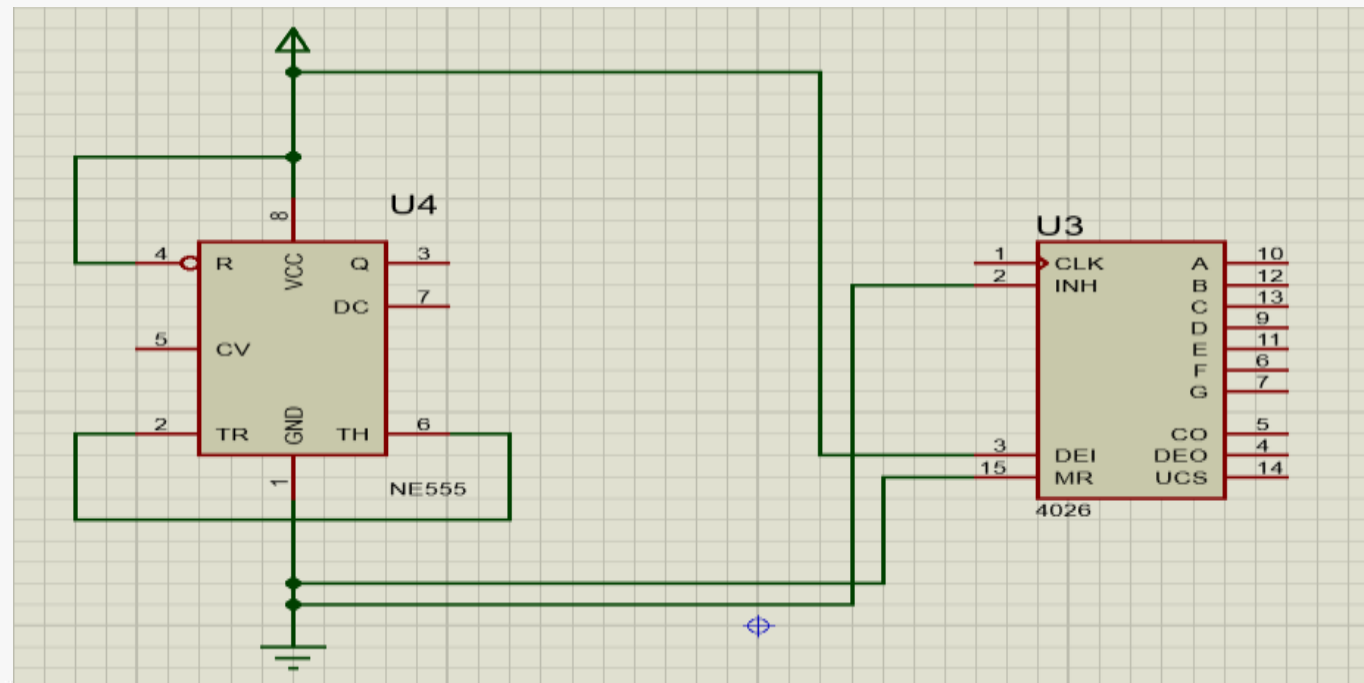 U4
8
4 R VCC Q 3
DC 7
5 CV
2 TR GND TH 6
1
NE555
U3
1 CLK A 10
2 INH B 12
C 13
D 9
E 11
F 6
G 7
CO 5
3 DEI DEO 4
15 MR UCS 14
4026